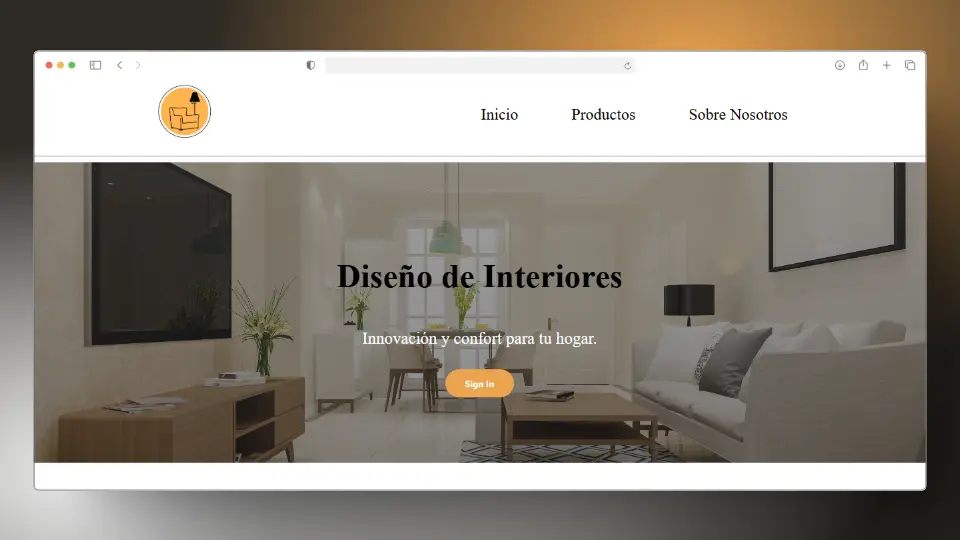 Inicio Productos Sobre Nosotros
Diseño de Interiores
Innovación y confort para tu hogar.
Sign In